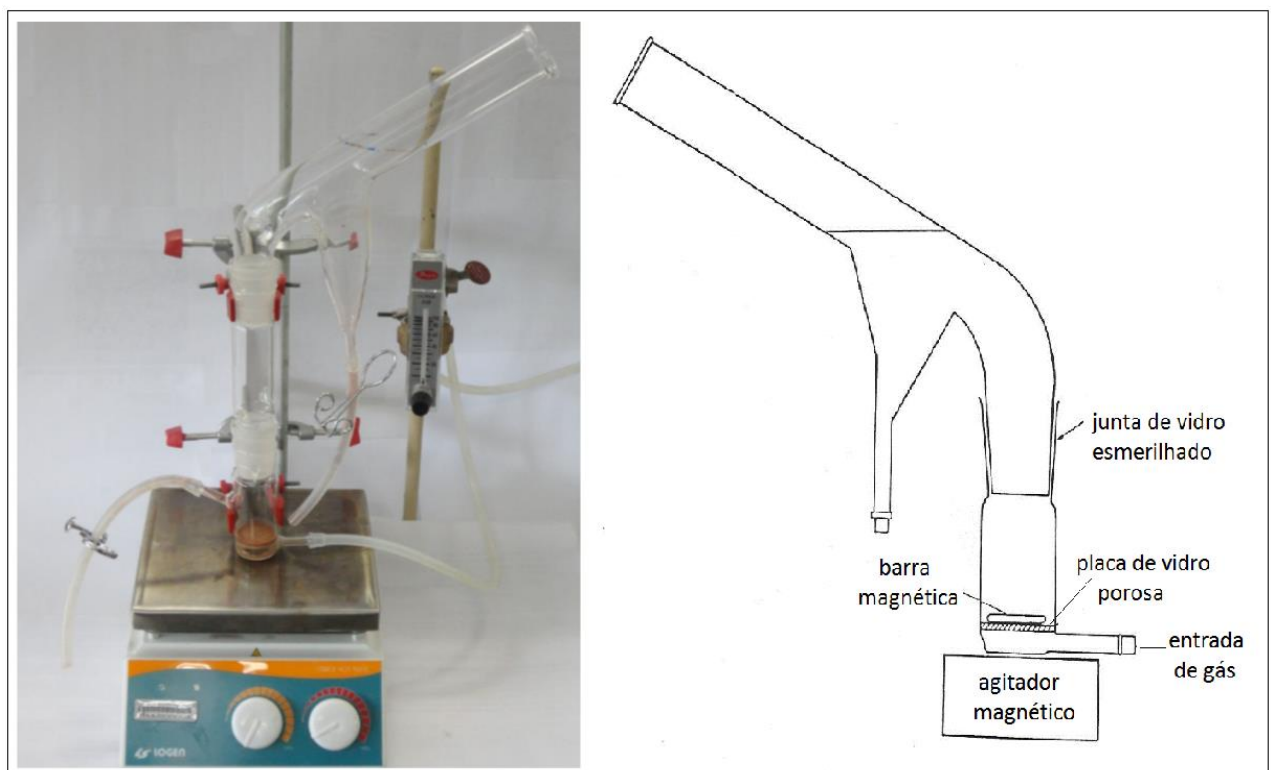 junta de vidro
esmerilhado
barra
magnética
placa de vidro
porosa
entrada
de gás
agitador
magnético
LOGEN